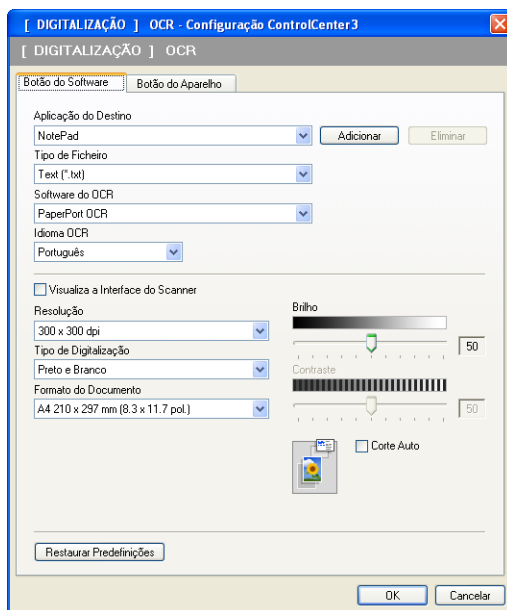 [ DIGITALIZAÇÃO ] OCR - Configuração ControlCenter3
[ DIGITALIZAÇÃO ] OCR
Botão do Software Botão do Aparelho
Aplicação do Destino
NotePad Adicionar Eliminar
Tipo de Ficheiro
Text (*.txt)
Software do OCR
PaperPort OCR
Idioma OCR
Português
Visualiza a Interface do Scanner
Resolução Brilho
300 x 300 dpi 50
Tipo de Digitalização
Preto e Branco Contraste
Formato do Documento
A4 210 x 297 mm (8.3 x 11.7 pol.) 50
Corte Auto
Restaurar Predefinições
OK Cancelar